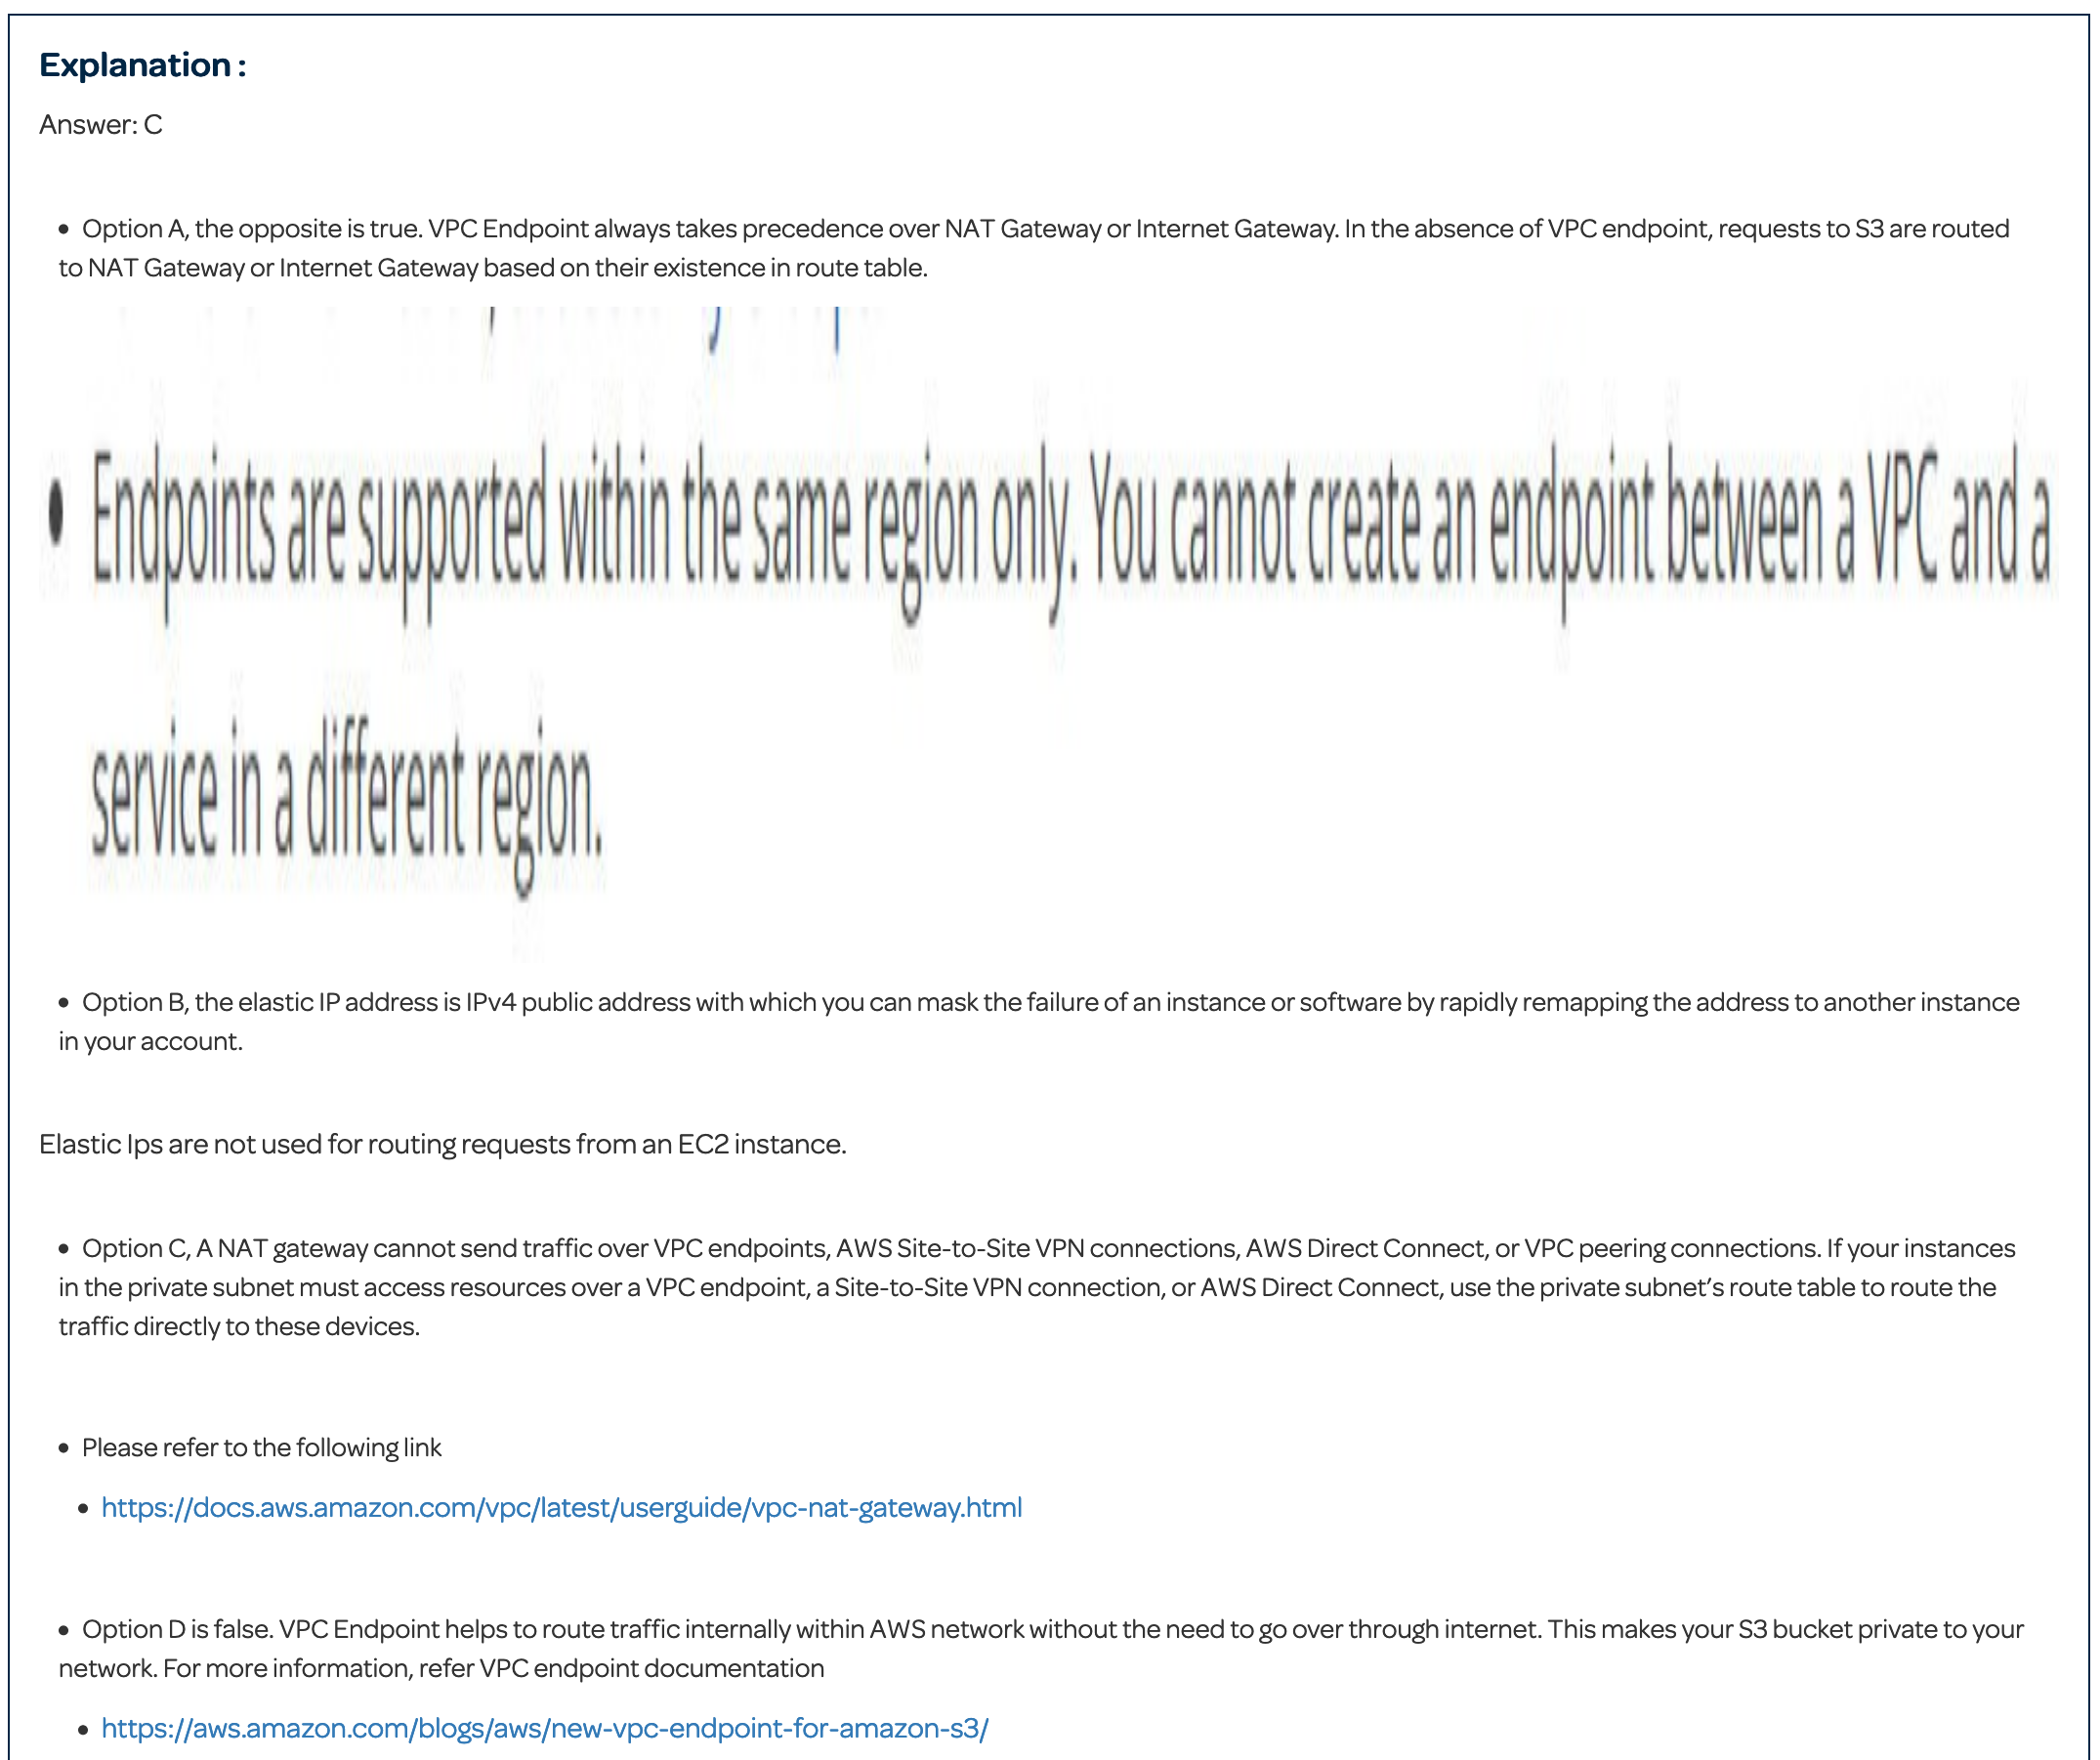 Explanation :
Answer: C
• Option A, the opposite is true. VPC Endpoint always takes precedence over NAT Gateway or Internet Gateway. In the absence of VPC endpoint, requests to S3 are routed
to NAT Gateway or Internet Gateway based on their existence in route table.
• Endpoints are supported within the same region only. You cannot create an endpoint between a VPC and a
service in a different region.
• Option B, the elastic IP address is IPv4 public address with which you can mask the failure of an instance or software by rapidly remapping the address to another instance
in your account.
Elastic Ips are not used for routing requests from an EC2 instance.
• Option C, A NAT gateway cannot send traffic over VPC endpoints, AWS Site-to-Site VPN connections, AWS Direct Connect, or VPC peering connections. If your instances
in the private subnet must access resources over a VPC endpoint, a Site-to-Site VPN connection, or AWS Direct Connect, use the private subnet’s route table to route the
traffic directly to these devices.
• Please refer to the following link
• https://docs.aws.amazon.com/vpc/latest/userguide/vpc-nat-gateway.html
• Option D is false. VPC Endpoint helps to route traffic internally within AWS network without the need to go over through internet. This makes your S3 bucket private to your
network. For more information, refer VPC endpoint documentation
• https://aws.amazon.com/blogs/aws/new-vpc-endpoint-for-amazon-s3/